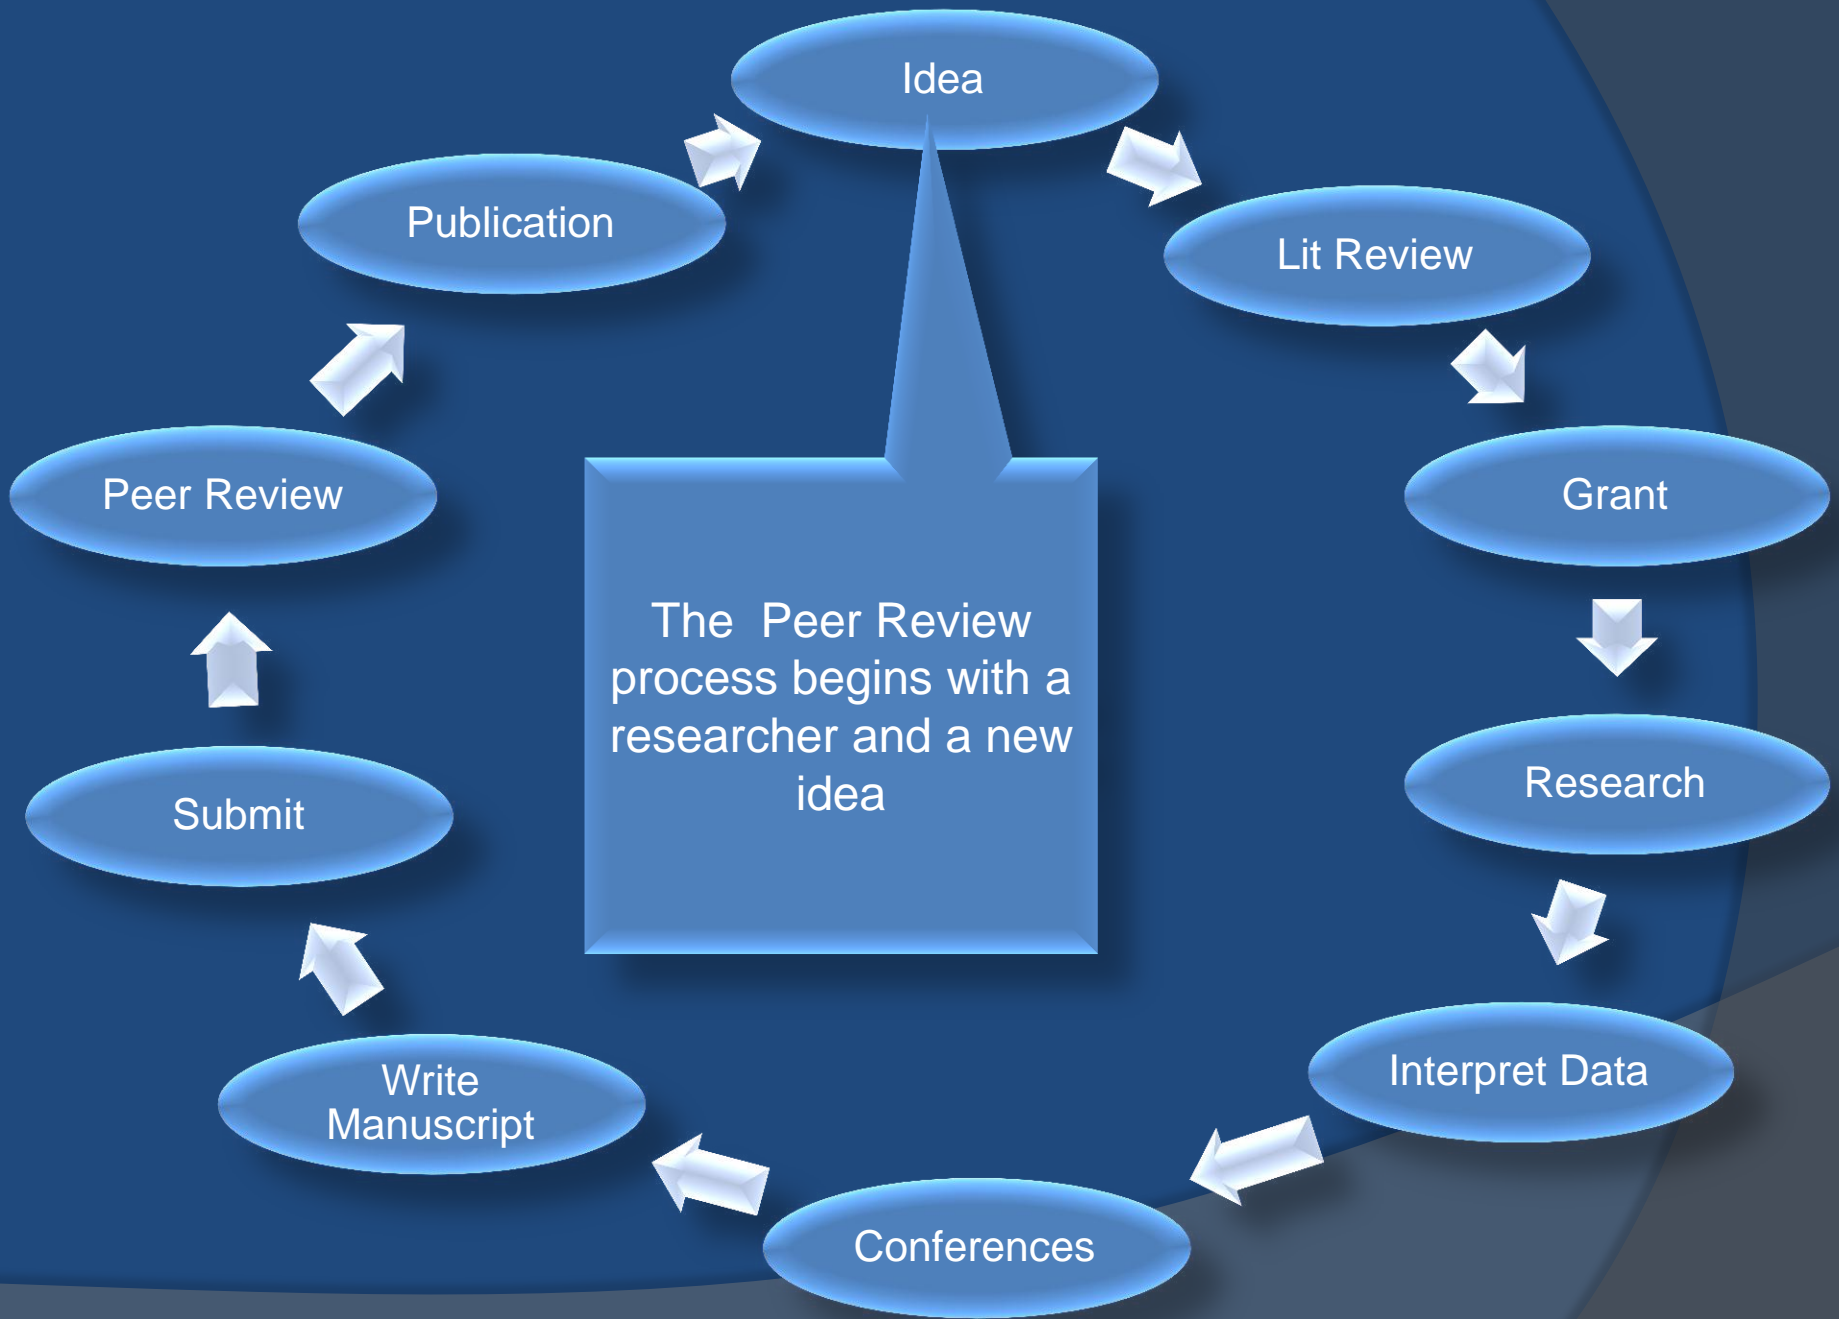 Idea
Lit Review
Grant
Research
Interpret Data
Conferences
Write
Manuscript
Submit
Peer Review
Publication
The  Peer Review
process begins with a
researcher and a new
idea